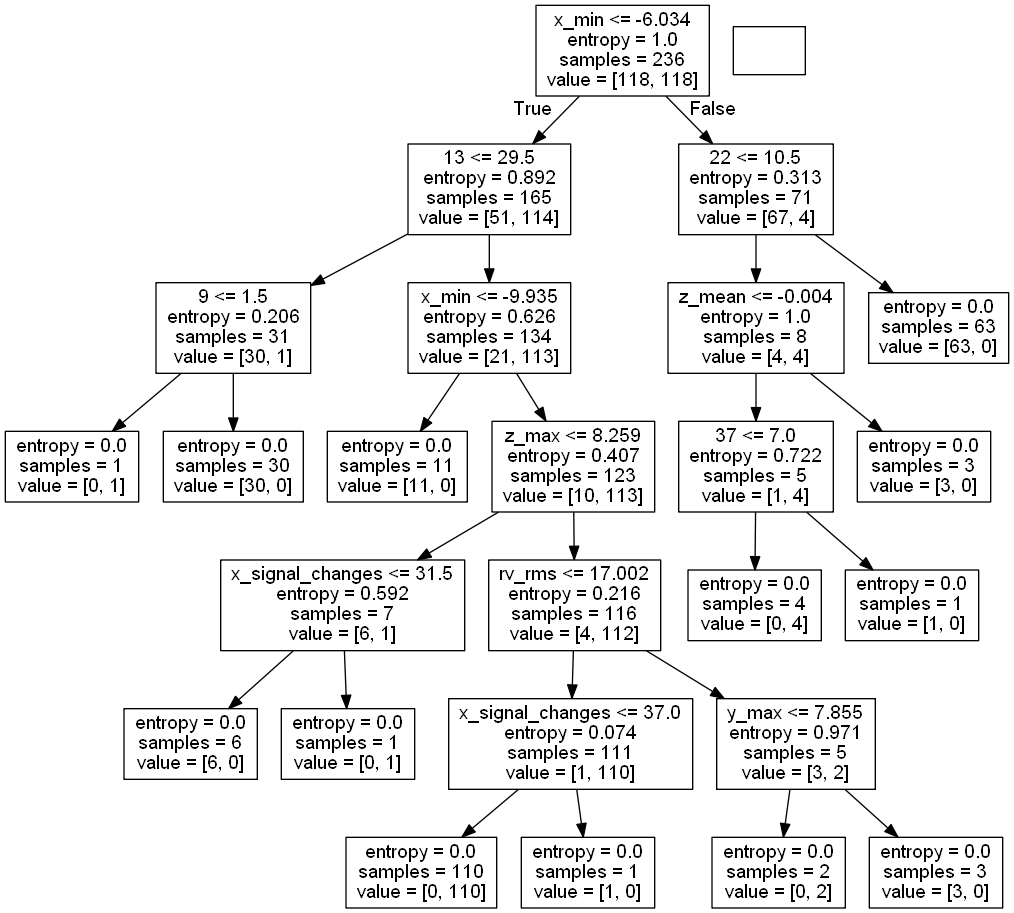 x_min <= -6.034
entropy = 1.0
samples = 236
value = [118, 118]
True
False
13 <= 29.5
entropy = 0.892
samples = 165
value = [51, 114]
22 <= 10.5
entropy = 0.313
samples = 71
value = [67, 4]
9 <= 1.5
entropy = 0.206
samples = 31
value = [30, 1]
x_min <= -9.935
entropy = 0.626
samples = 134
value = [21, 113]
z_mean <= -0.004
entropy = 1.0
samples = 8
value = [4, 4]
entropy = 0.0
samples = 63
value = [63, 0]
entropy = 0.0
samples = 1
value = [0, 1]
entropy = 0.0
samples = 30
value = [30, 0]
entropy = 0.0
samples = 11
value = [11, 0]
z_max <= 8.259
entropy = 0.407
samples = 123
value = [10, 113]
37 <= 7.0
entropy = 0.722
samples = 5
value = [1, 4]
entropy = 0.0
samples = 3
value = [3, 0]
x_signal_changes <= 31.5
entropy = 0.592
samples = 7
value = [6, 1]
rv_rms <= 17.002
entropy = 0.216
samples = 116
value = [4, 112]
entropy = 0.0
samples = 4
value = [0, 4]
entropy = 0.0
samples = 1
value = [1, 0]
entropy = 0.0
samples = 6
value = [6, 0]
entropy = 0.0
samples = 1
value = [0, 1]
x_signal_changes <= 37.0
entropy = 0.074
samples = 111
value = [1, 110]
y_max <= 7.855
entropy = 0.971
samples = 5
value = [3, 2]
entropy = 0.0
samples = 110
value = [0, 110]
entropy = 0.0
samples = 1
value = [1, 0]
entropy = 0.0
samples = 2
value = [0, 2]
entropy = 0.0
samples = 3
value = [3, 0]